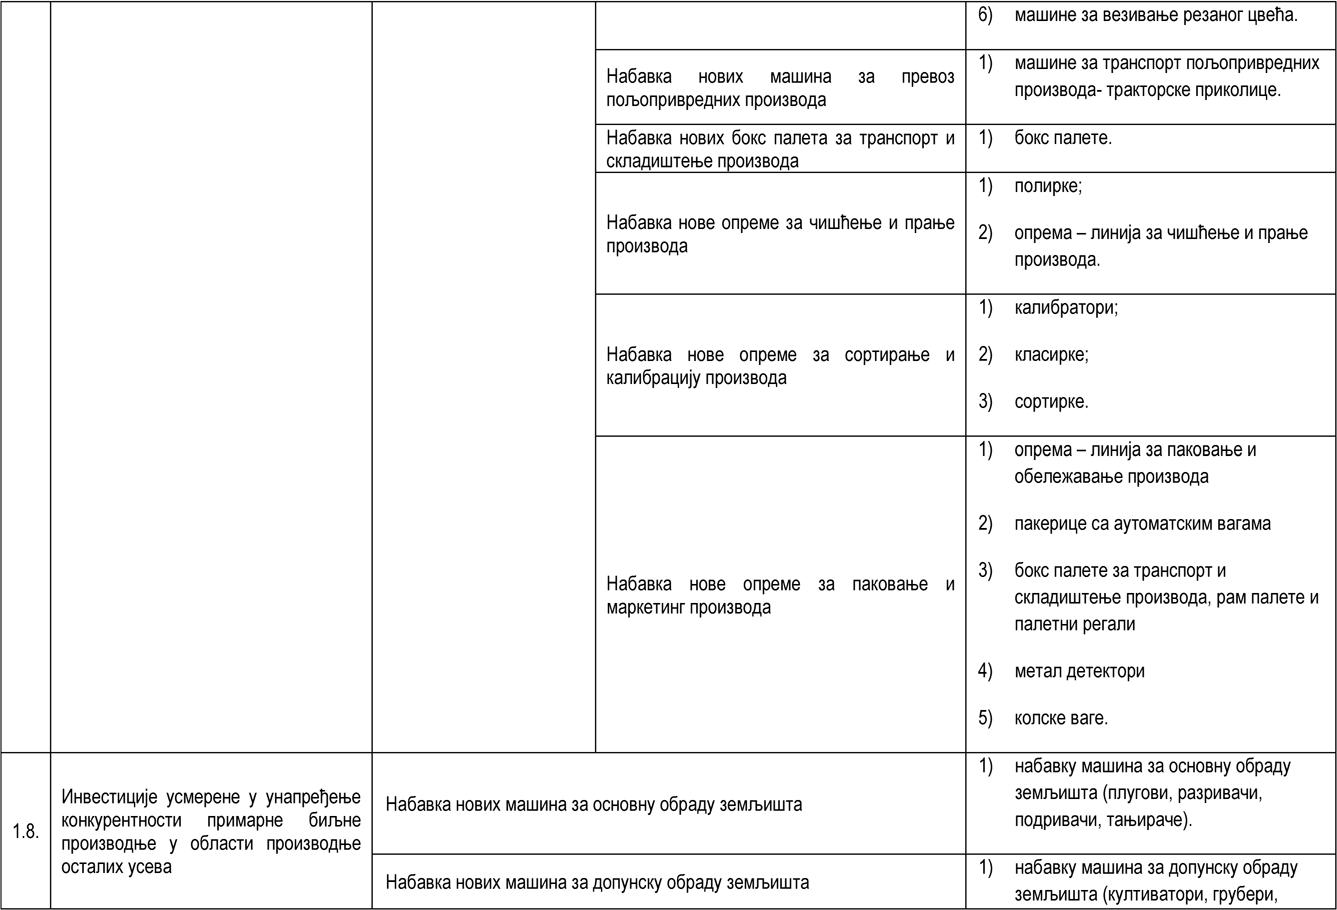 6) машине за везивање резаног цвећа.
Набавка нових машина за превоз
пољопривредних производа
1) машине за транспорт пољопривредних
производа- тракторске приколице.
Набавка нових бокс палета за транспорт и
складиштење производа
1) бокс палете.
Набавка нове опреме за чишћење и прање
производа
1) полирке;
2) опрема – линија за чишћење и прање
производа.
Набавка нове опреме за сортирање и
калибрацију производа
1) калибратори;
2) класирке;
3) сортирке.
Набавка нове опреме за паковање и
маркетинг производа
1) опрема – линија за паковање и
обележавање производа
2) пакерице са аутоматским вагама
3) бокс палете за транспорт и
складиштење производа, рам палете и
палетни регали
4) метал детектори
5) колске ваге.
1.8.
Инвестиције усмерене у унапређење
конкурентности примарне биљне
производње у области производње
осталих усева
Набавка нових машина за основну обраду земљишта
1) набавку машина за основну обраду
земљишта (плугови, разривачи,
подривачи, тањираче).
Набавка нових машина за допунску обраду земљишта
1) набавку машина за допунску обраду
земљишта (култиватори, грубери,